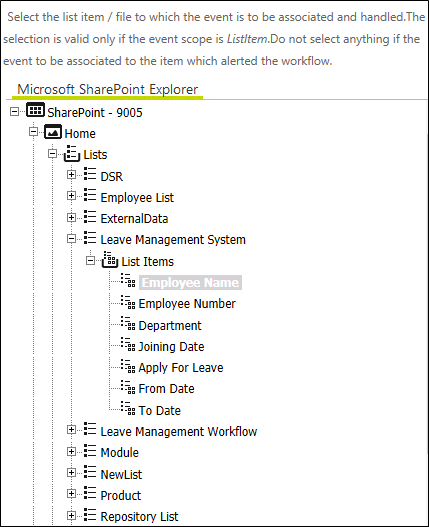 Select the list item / file to which the event is to be associated and handled.The
selection is valid only if the event scope is ListItem.Do not select anything if the
event to be associated to the item which alerted the workflow.
Microsoft SharePoint Explorer
SharePoint - 9005
Home
Lists
DSR
Employee List
ExternalData
Leave Management System
List Items
Employee Name
Employee Number
Department
Joining Date
Apply For Leave
From Date
To Date
Leave Management Workflow
Module
NewList
Product
Repository List